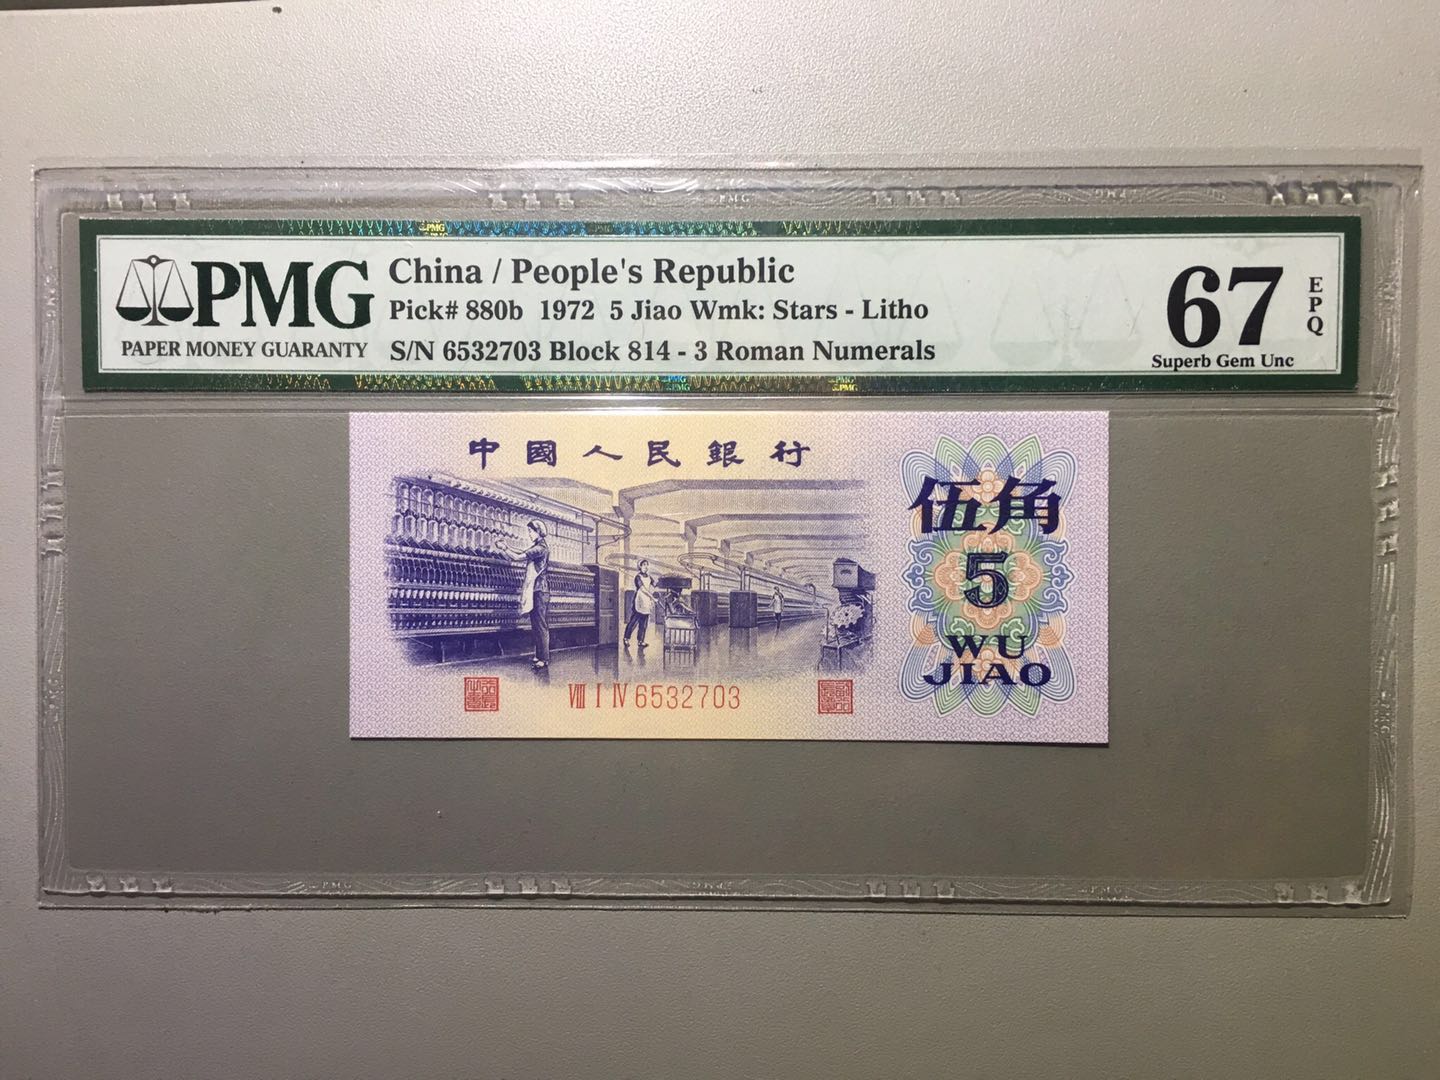 PMG
PAPER MONEY GUARANTY
China / People's Republic
Pick# 880b 1972 5 Jiao Wmk: Stars - Litho
S/N 6532703 Block 814 - 3 Roman Numerals
67
EPQ
Superb Gem Unc
中國人民銀行
伍角
5
WU
JIAO
VIII I IV 6532703